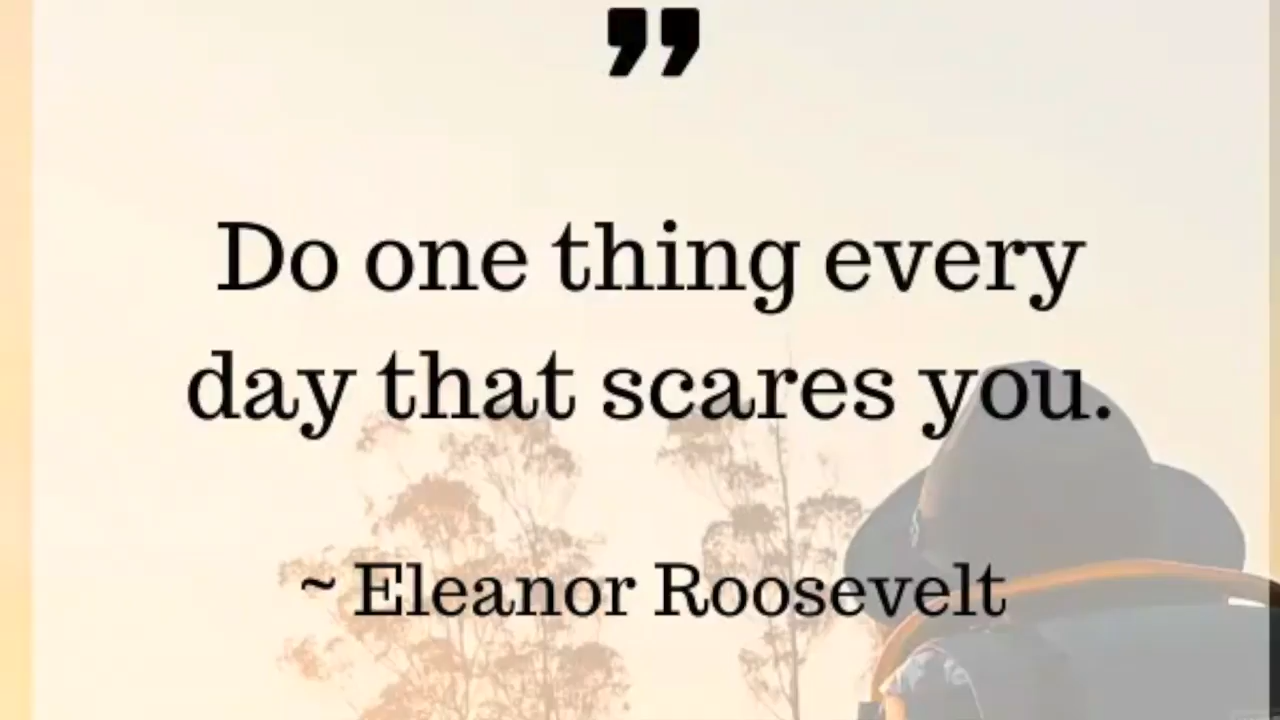 ”
Do one thing every
day that scares you.
~ Eleanor Roosevelt